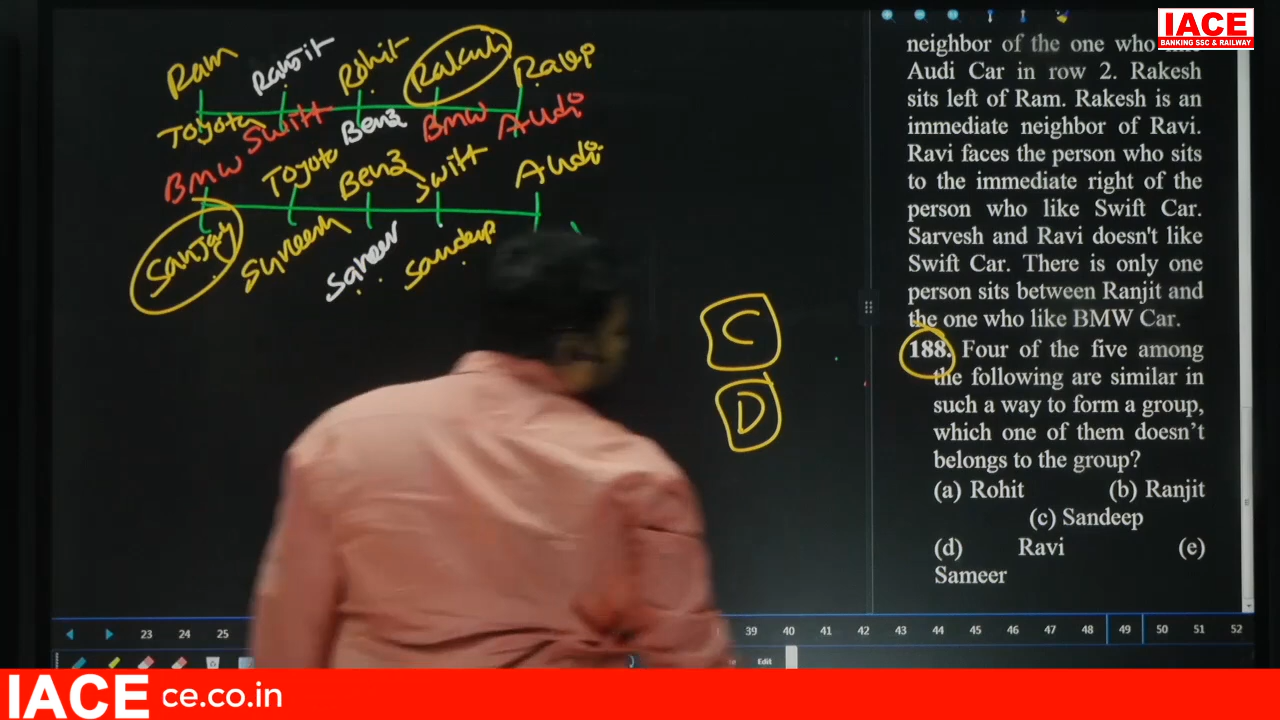 Ram Ranjit Rohit Rakesh Ravi
Toyota Swift Benz BMW Audi
BMW Toyota Benz Swift Audi
Sanjay Sureesh Sameer Sandeep
C
D
IACE
BANKING SSC & RAILWAY
neighbor of the one who like
Audi Car in row 2. Rakesh
sits left of Ram. Rakesh is an
immediate neighbor of Ravi.
Ravi faces the person who sits
to the immediate right of the
person who like Swift Car.
Sarvesh and Ravi doesn't like
Swift Car. There is only one
person sits between Ranjit and
the one who like BMW Car.
188. Four of the five among
the following are similar in
such a way to form a group,
which one of them doesn't
belongs to the group?
(a) Rohit (b) Ranjit
(c) Sandeep
(d) Ravi (e)
Sameer
23 24 25 39 40 41 42 43 44 45 46 47 48 49 50 51 52
Edit
IACE ce.co.in